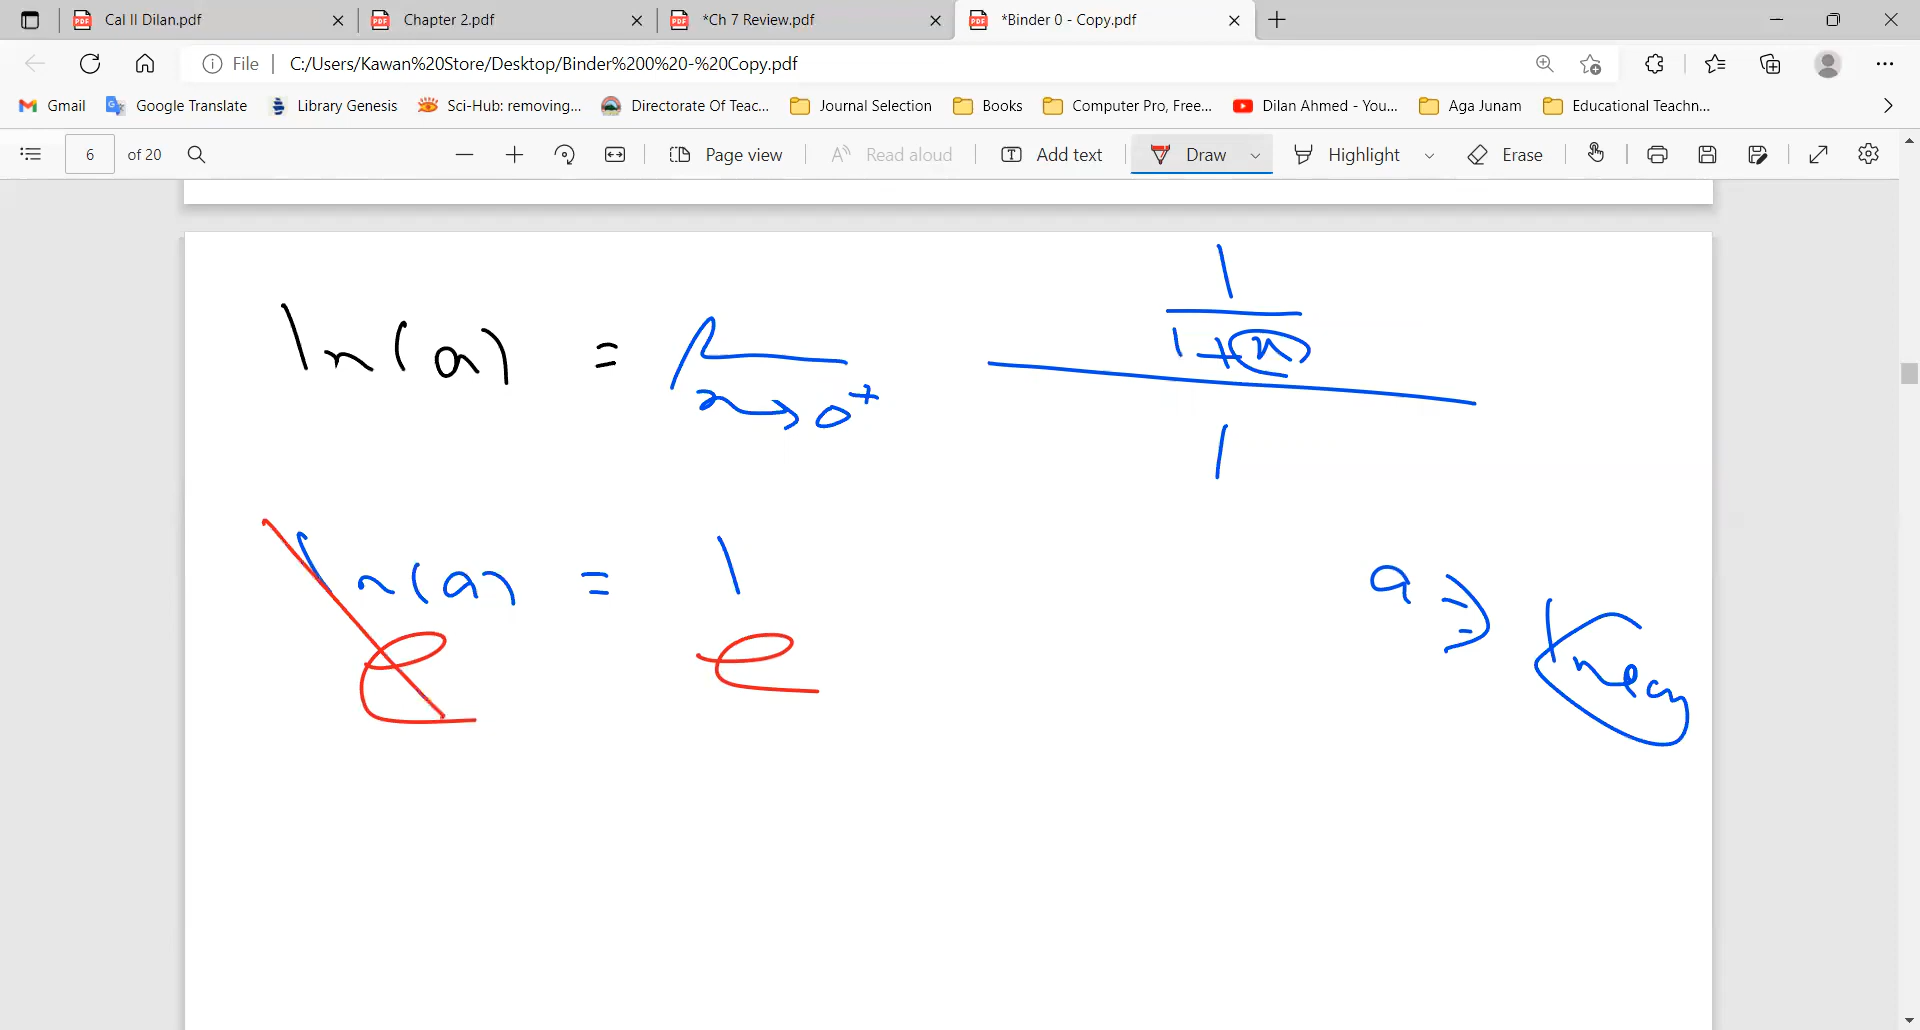 Cal II Dilan.pdf
Chapter 2.pdf
*Ch 7 Review.pdf
*Binder 0 - Copy.pdf
File
C:/Users/Kawan%20Store/Desktop/Binder%200%20-%20Copy.pdf
Gmail
Google Translate
Library Genesis
Sci-Hub: removing...
Directorate Of Teac...
Journal Selection
Books
Computer Pro, Free...
Dilan Ahmed - You...
Aga Junam
Educational Teachn...
6 of 20
Page view
Read aloud
Add text
Draw
Highlight
Erase
1
1+x
ln(a) =
x→0+
1
ln(a) = 1
e e
a ⇒